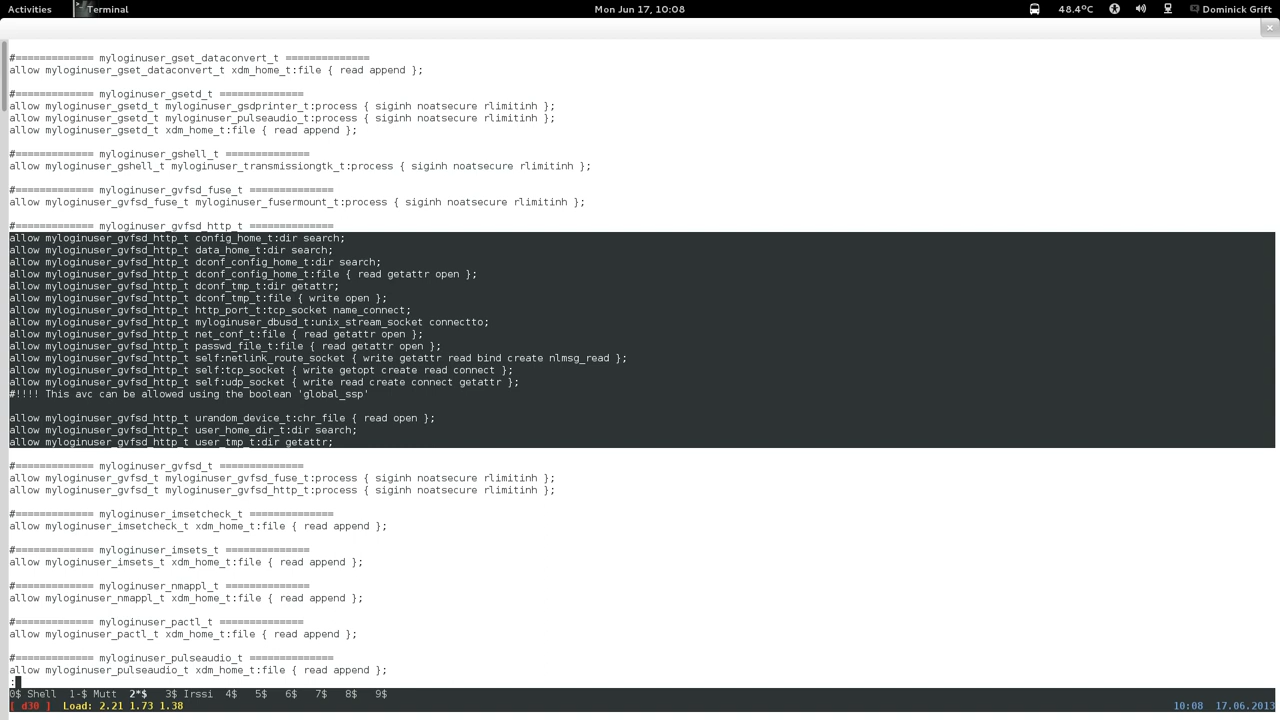 Activities Terminal Mon Jun 17, 10:08 48.4°C Dominick Grift
#============= myloginuser_gset_dataconvert_t ==============
allow myloginuser_gset_dataconvert_t xdm_home_t:file { read append };
#============= myloginuser_gsetd_t ==============
allow myloginuser_gsetd_t myloginuser_gsdprinter_t:process { siginh noatsecure rlimitinh };
allow myloginuser_gsetd_t myloginuser_pulseaudio_t:process { siginh noatsecure rlimitinh };
allow myloginuser_gsetd_t xdm_home_t:file { read append };
#============= myloginuser_gshell_t ==============
allow myloginuser_gshell_t myloginuser_transmissiongtk_t:process { siginh noatsecure rlimitinh };
#============= myloginuser_gvfsd_fuse_t ==============
allow myloginuser_gvfsd_fuse_t myloginuser_fusermount_t:process { siginh noatsecure rlimitinh };
#============= myloginuser_gvfsd_http_t ==============
allow myloginuser_gvfsd_http_t config_home_t:dir search;
allow myloginuser_gvfsd_http_t data_home_t:dir search;
allow myloginuser_gvfsd_http_t dconf_config_home_t:dir search;
allow myloginuser_gvfsd_http_t dconf_config_home_t:file { read getattr open };
allow myloginuser_gvfsd_http_t dconf_tmp_t:dir getattr;
allow myloginuser_gvfsd_http_t dconf_tmp_t:file { write open };
allow myloginuser_gvfsd_http_t http_port_t:tcp_socket name_connect;
allow myloginuser_gvfsd_http_t myloginuser_dbusd_t:unix_stream_socket connectto;
allow myloginuser_gvfsd_http_t net_conf_t:file { read getattr open };
allow myloginuser_gvfsd_http_t passwd_file_t:file { read getattr open };
allow myloginuser_gvfsd_http_t self:netlink_route_socket { write getattr read bind create nlmsg_read };
allow myloginuser_gvfsd_http_t self:tcp_socket { write getopt create read connect };
allow myloginuser_gvfsd_http_t self:udp_socket { write read create connect getattr };
#!!!! This avc can be allowed using the boolean 'global_ssp'
allow myloginuser_gvfsd_http_t urandom_device_t:chr_file { read open };
allow myloginuser_gvfsd_http_t user_home_dir_t:dir search;
allow myloginuser_gvfsd_http_t user_tmp_t:dir getattr;
#============= myloginuser_gvfsd_t ==============
allow myloginuser_gvfsd_t myloginuser_gvfsd_fuse_t:process { siginh noatsecure rlimitinh };
allow myloginuser_gvfsd_t myloginuser_gvfsd_http_t:process { siginh noatsecure rlimitinh };
#============= myloginuser_imsetcheck_t ==============
allow myloginuser_imsetcheck_t xdm_home_t:file { read append };
#============= myloginuser_imsets_t ==============
allow myloginuser_imsets_t xdm_home_t:file { read append };
#============= myloginuser_nmappl_t ==============
allow myloginuser_nmappl_t xdm_home_t:file { read append };
#============= myloginuser_pactl_t ==============
allow myloginuser_pactl_t xdm_home_t:file { read append };
#============= myloginuser_pulseaudio_t ==============
allow myloginuser_pulseaudio_t xdm_home_t:file { read append };
:
0$ Shell 1-$ Mutt 2*$ 3$ Irssi 4$ 5$ 6$ 7$ 8$ 9$
[ d30 ] Load: 2.21 1.73 1.38 10:08 17.06.2013